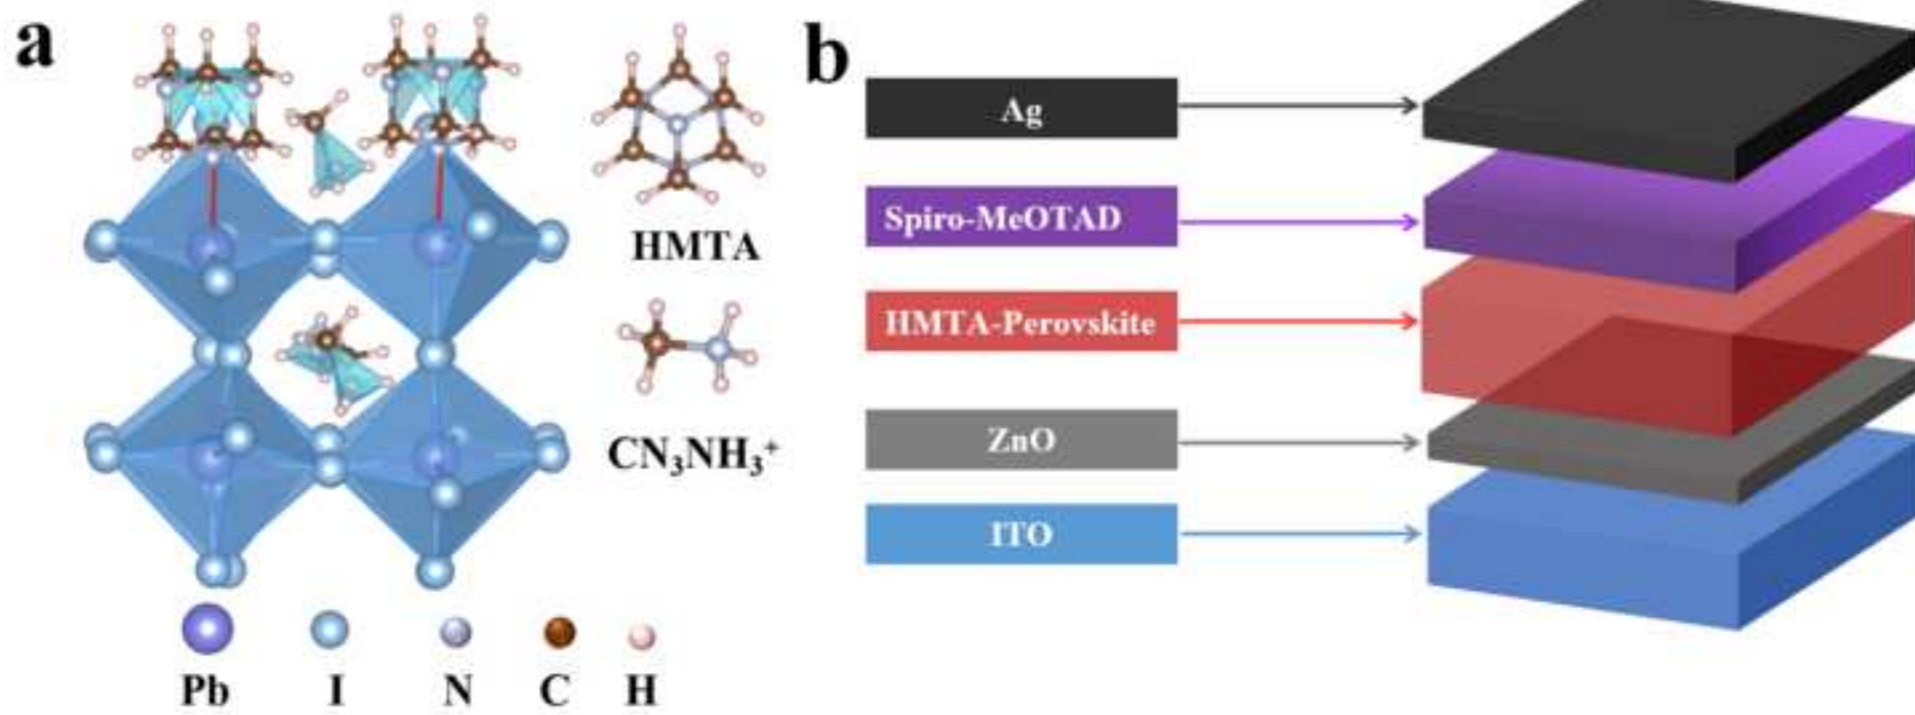 a
HMTA
CN₃NH₃⁺
Pb I N C H
b
Ag
Spiro-MeOTAD
HMTA-Perovskite
ZnO
ITO